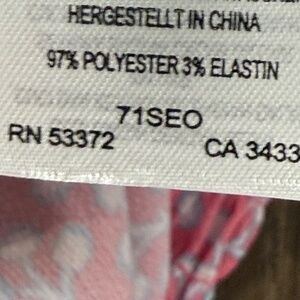 HERGESTELLT IN CHINA
97% POLYESTER 3% ELASTIN
71SEO
RN 53372
CA 3433